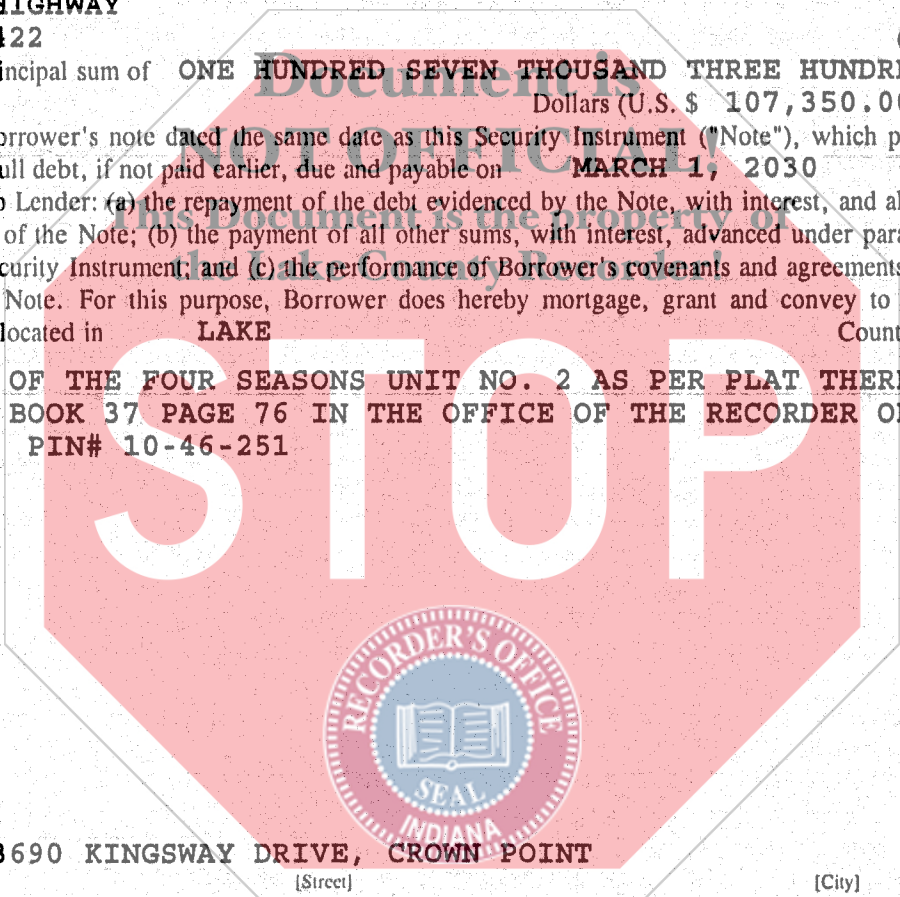 HIGHWAY
422
incipal sum of ONE HUNDRED SEVEN THOUSAND THREE HUNDRE
Dollars (U.S. $ 107,350.00
orrower's note dated the same date as this Security Instrument ("Note"), which p
ull debt, if not paid earlier, due and payable on MARCH 1, 2030
o Lender: (a) the repayment of the debt evidenced by the Note, with interest, and al
of the Note; (b) the payment of all other sums, with interest, advanced under para
curity Instrument; and (c) the performance of Borrower's covenants and agreements
Note. For this purpose, Borrower does hereby mortgage, grant and convey to
located in LAKE Count
OF THE FOUR SEASONS UNIT NO. 2 AS PER PLAT THERE
BOOK 37 PAGE 76 IN THE OFFICE OF THE RECORDER OF
PIN# 10-46-251
3690 KINGSWAY DRIVE, CROWN POINT
[Street] [City]
Document is
NOT OFFICIAL!
This Document is the property of
the Lake County Recorder!
STOP
RECORDER'S OFFICE
SEAL
INDIANA